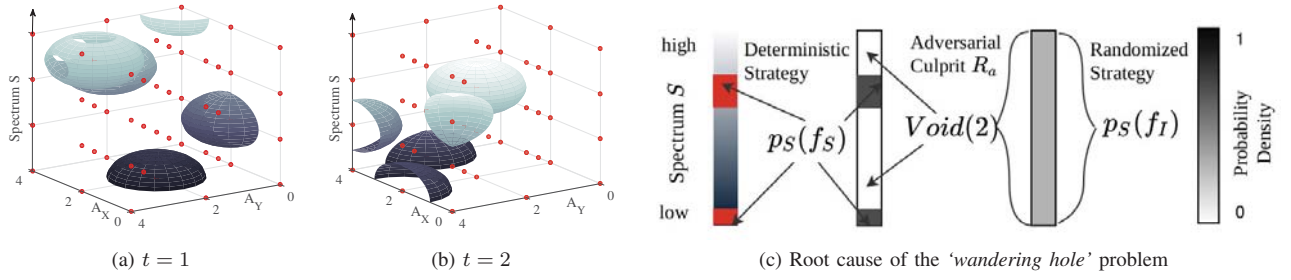 Spectrum S
4
2
0
A_X
4
2
0
A_Y
(a) t = 1
Spectrum S
4
2
0
A_X
4
2
0
A_Y
(b) t = 2
high
Spectrum S
low
Deterministic
Strategy
p_S(f_S)
Adversarial
Culprit R_a
Void(2)
Randomized
Strategy
p_S(f_I)
1
0
Probability
Density
(c) Root cause of the 'wandering hole' problem